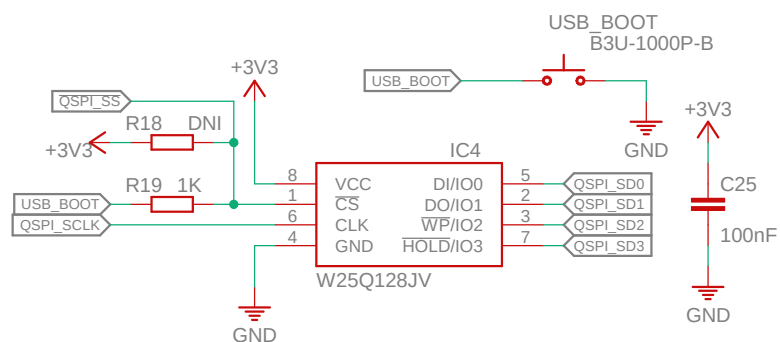 USB_BOOT
B3U-1000P-B
+3V3
USB_BOOT
QSPI_SS
+3V3
R18 DNI
+3V3
GND
IC4
R19 1K
8 VCC DI/IO0 5 QSPI_SD0
C25
USB_BOOT
1 CS DO/IO1 2 QSPI_SD1
QSPI_SCLK
6 CLK WP/IO2 3 QSPI_SD2
100nF
4 GND HOLD/IO3 7 QSPI_SD3
W25Q128JV
GND
GND